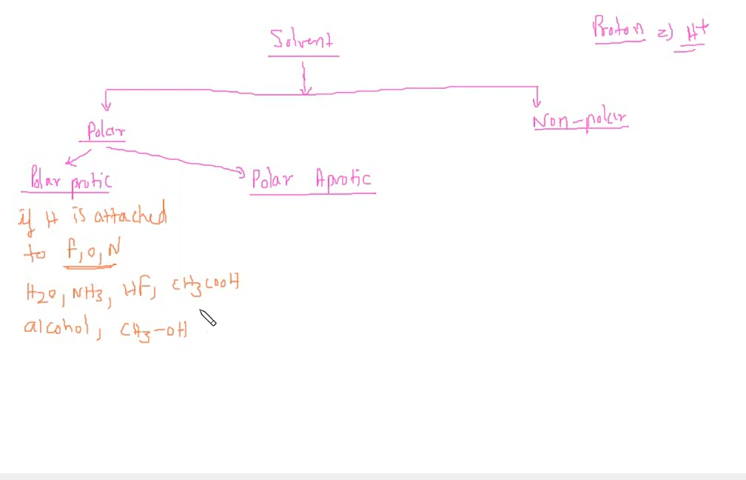 Solvent
Proton => H+
Polar
Non-polar
Polar protic
Polar Aprotic
if H is attached
to f,o,N
H2O, NH3, HF, CH3COOH
alcohol, CH3-OH